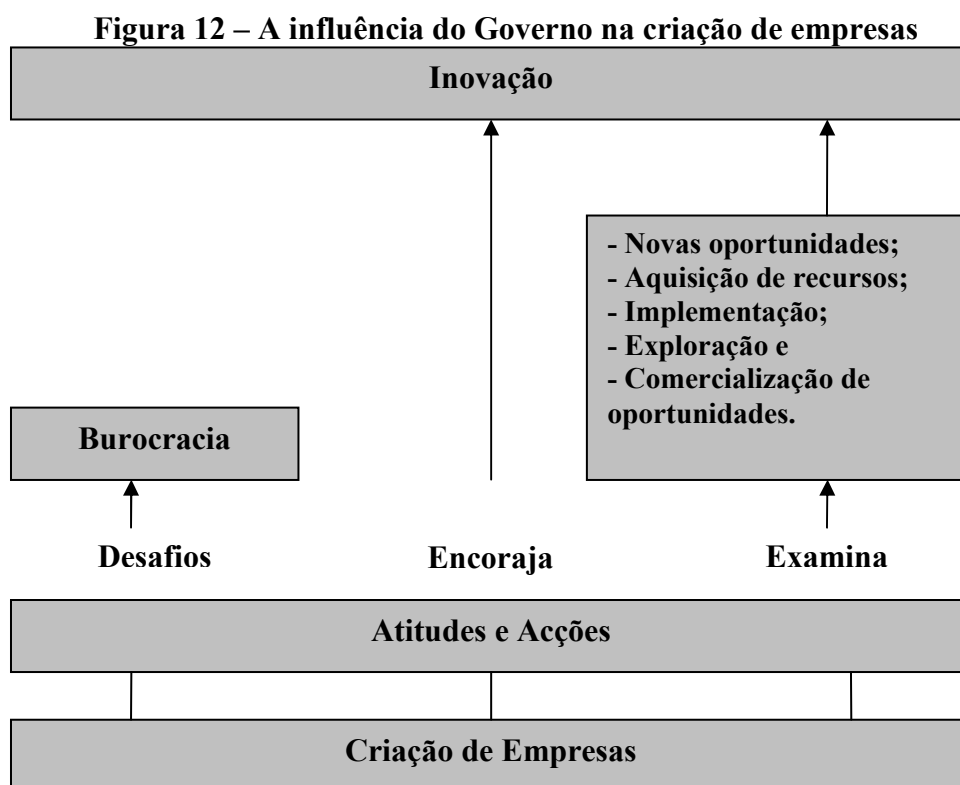 Figura 12 – A influência do Governo na criação de empresas
Inovação
- Novas oportunidades;
- Aquisição de recursos;
- Implementação;
- Exploração e
- Comercialização de
oportunidades.
Burocracia
Desafios
Encoraja
Examina
Atitudes e Acções
Criação de Empresas